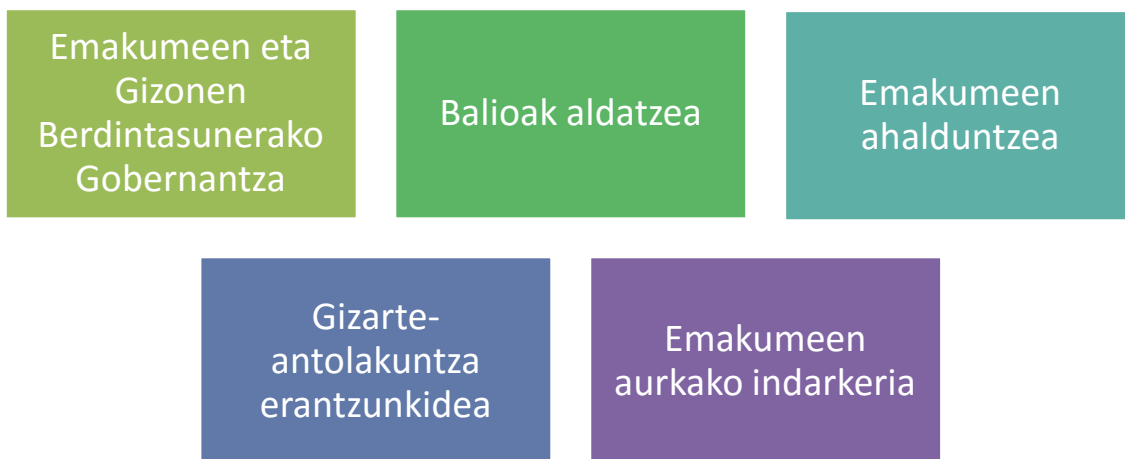 Emakumeen eta
Gizonen
Berdintasunerako
Gobernantza
Balioak aldatzea
Emakumeen
ahalduntzea
Gizarte-
antolakuntza
erantzunkidea
Emakumeen
aurkako indarkeria